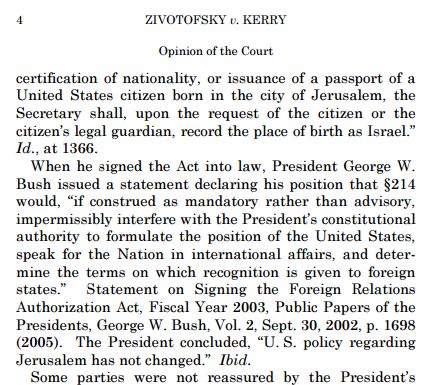 4 ZIVOTOFSKY v. KERRY
Opinion of the Court
certification of nationality, or issuance of a passport of a
United States citizen born in the city of Jerusalem, the
Secretary shall, upon the request of the citizen or the
citizen’s legal guardian, record the place of birth as Israel.”
Id., at 1366.
When he signed the Act into law, President George W.
Bush issued a statement declaring his position that §214
would, “if construed as mandatory rather than advisory,
impermissibly interfere with the President’s constitutional
authority to formulate the position of the United States,
speak for the Nation in international affairs, and deter-
mine the terms on which recognition is given to foreign
states.” Statement on Signing the Foreign Relations
Authorization Act, Fiscal Year 2003, Public Papers of the
Presidents, George W. Bush, Vol. 2, Sept. 30, 2002, p. 1698
(2005). The President concluded, “U. S. policy regarding
Jerusalem has not changed.” Ibid.
Some parties were not reassured by the President’s